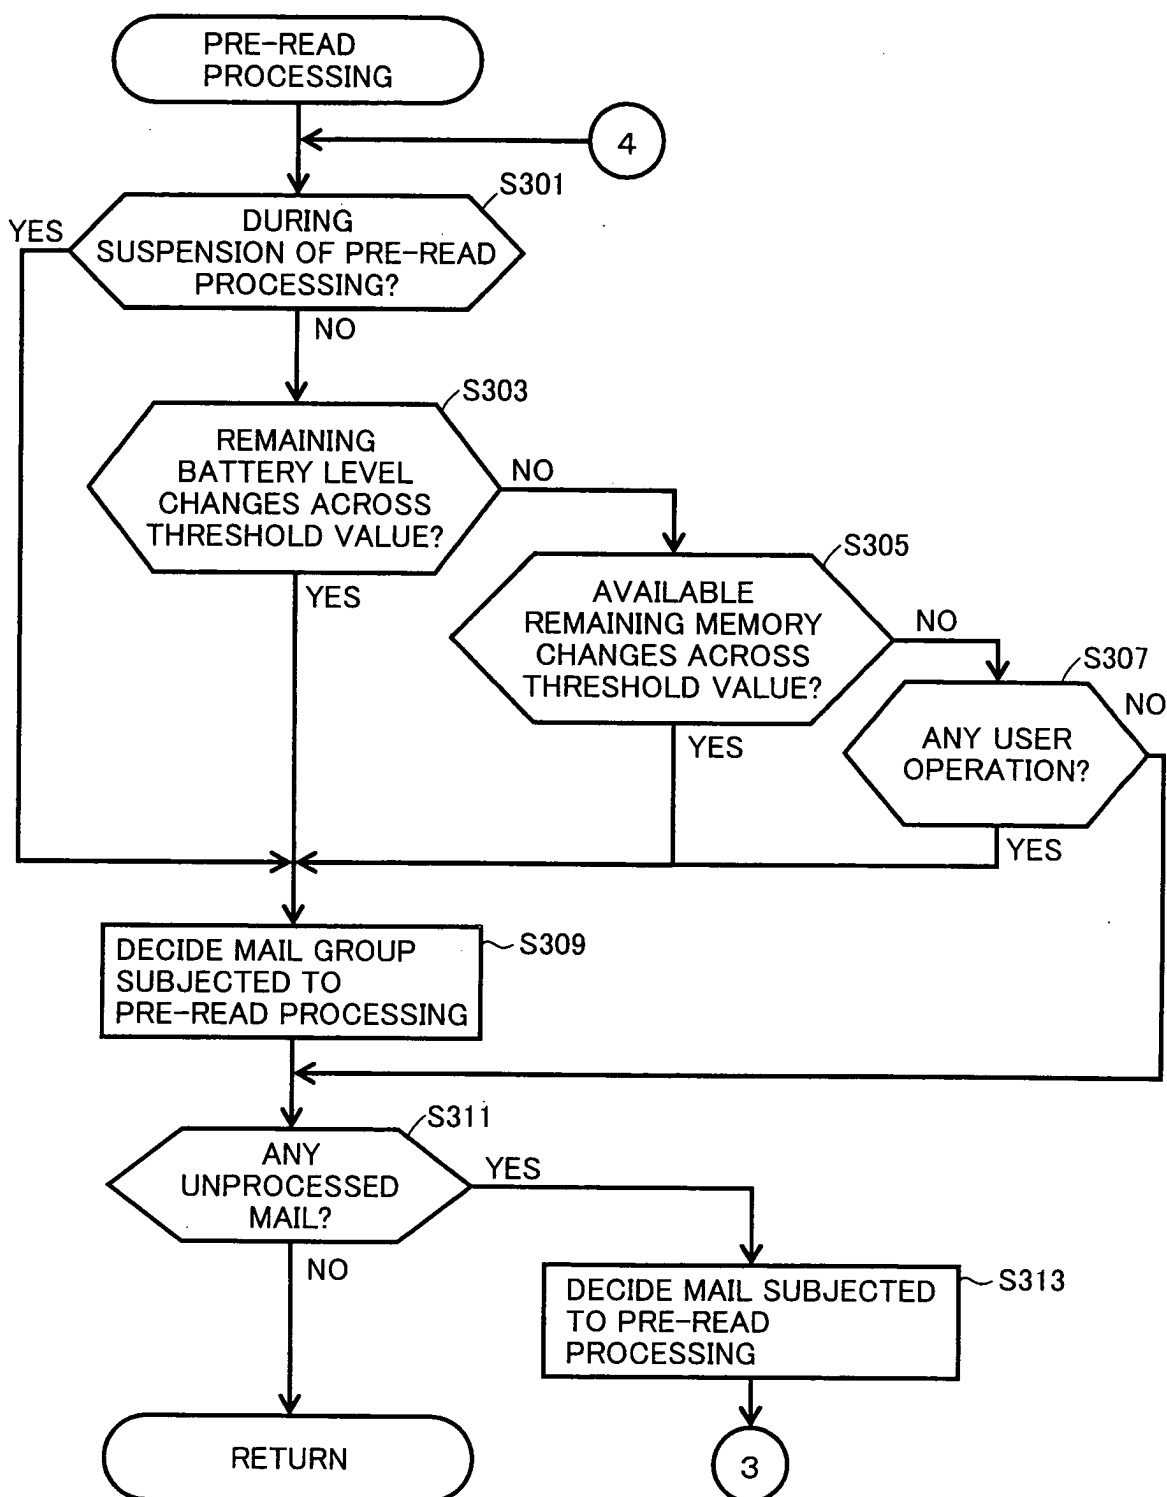 PRE-READ
PROCESSING
4
S301
YES
DURING
SUSPENSION OF PRE-READ
PROCESSING?
NO
S303
REMAINING
BATTERY LEVEL
CHANGES ACROSS
THRESHOLD VALUE?
NO
YES
S305
AVAILABLE
REMAINING MEMORY
CHANGES ACROSS
THRESHOLD VALUE?
NO
YES
S307
NO
ANY USER
OPERATION?
YES
DECIDE MAIL GROUP
SUBJECTED TO
PRE-READ PROCESSING
S309
S311
ANY
UNPROCESSED
MAIL?
YES
NO
DECIDE MAIL SUBJECTED
TO PRE-READ
PROCESSING
S313
RETURN
3